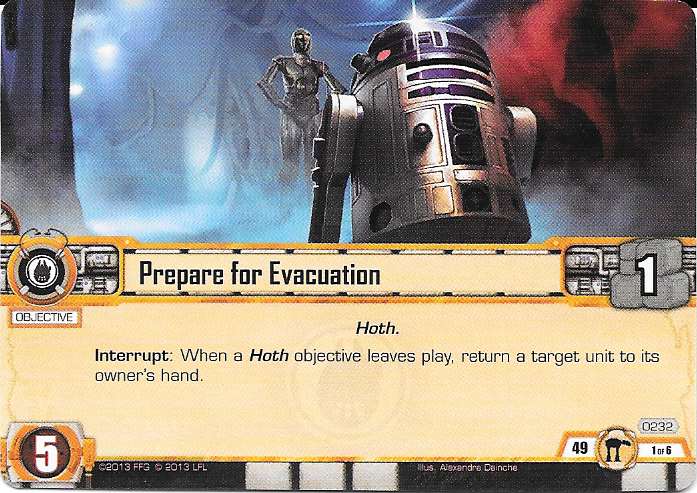 Prepare for Evacuation
1
OBJECTIVE
Hoth.
Interrupt: When a Hoth objective leaves play, return a target unit to its
owner's hand.
5
©2013 FFG © 2013 LFL
Illus. Alexandre Dainche
0232
49
1 OF 6